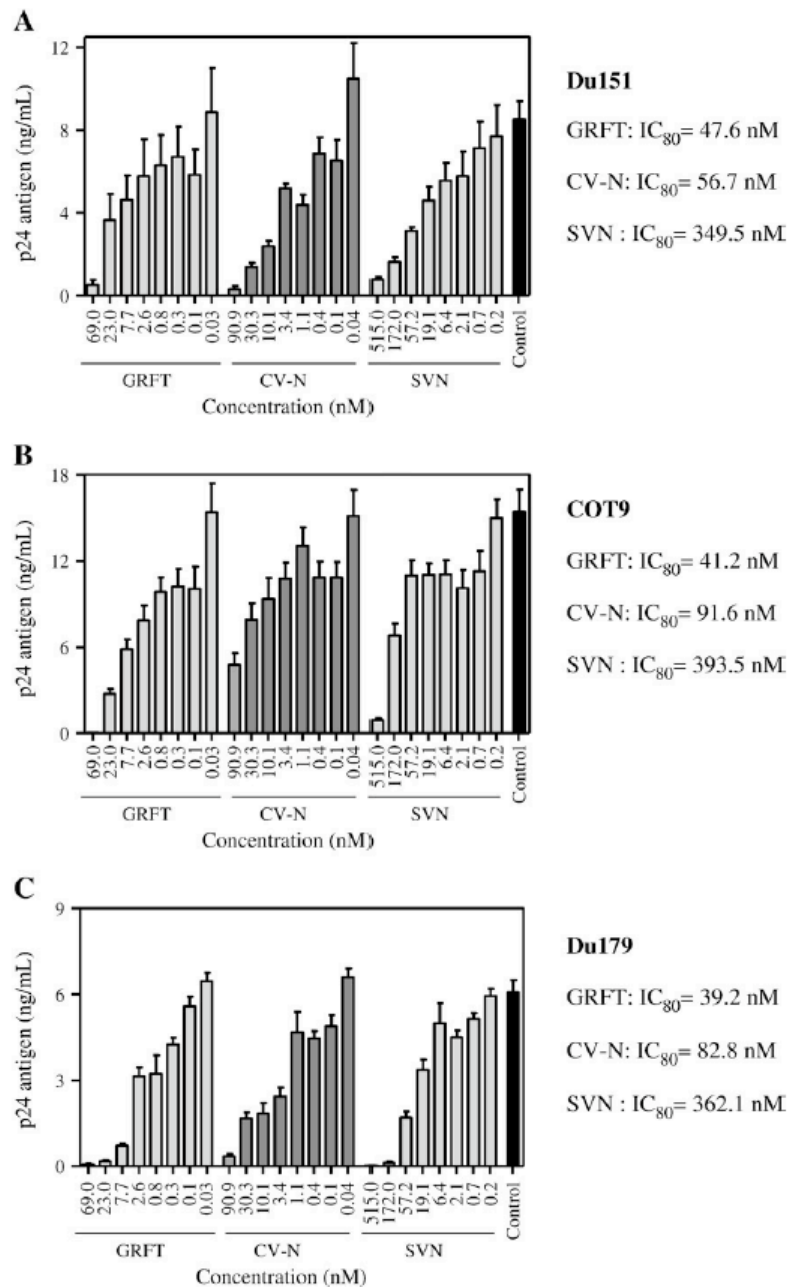 A
12
8
4
0
p24 antigen (ng/mL)
69.0 23.0 7.7 2.6 0.8 0.3 0.1 0.03 90.9 30.3 10.1 3.4 1.1 0.4 0.1 0.04 515.0 172.0 57.2 19.1 6.4 2.1 0.7 0.2 Control
GRFT CV-N SVN
Concentration (nM)
Du151
GRFT: IC80= 47.6 nM
CV-N: IC80= 56.7 nM
SVN : IC80= 349.5 nM
B
18
12
6
0
p24 antigen (ng/mL)
69.0 23.0 7.7 2.6 0.8 0.3 0.1 0.03 90.9 30.3 10.1 3.4 1.1 0.4 0.1 0.04 515.0 172.0 57.2 19.1 6.4 2.1 0.7 0.2 Control
GRFT CV-N SVN
Concentration (nM)
COT9
GRFT: IC80= 41.2 nM
CV-N: IC80= 91.6 nM
SVN : IC80= 393.5 nM
C
9
6
3
0
p24 antigen (ng/mL)
69.0 23.0 7.7 2.6 0.8 0.3 0.1 0.03 90.9 30.3 10.1 3.4 1.1 0.4 0.1 0.04 515.0 172.0 57.2 19.1 6.4 2.1 0.7 0.2 Control
GRFT CV-N SVN
Concentration (nM)
Du179
GRFT: IC80= 39.2 nM
CV-N: IC80= 82.8 nM
SVN : IC80= 362.1 nM